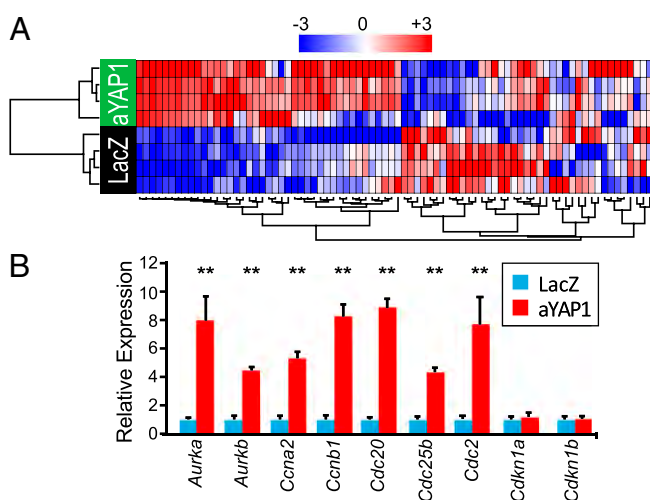 A
-3 0 +3
aYAP1
LacZ
B
Relative Expression
12
10
8
6
4
2
0
** ** ** ** ** ** **
LacZ
aYAP1
Aurka Aurkb Ccna2 Ccnb1 Cdc20 Cdc25b Cdc2 Cdkn1a Cdkn1b